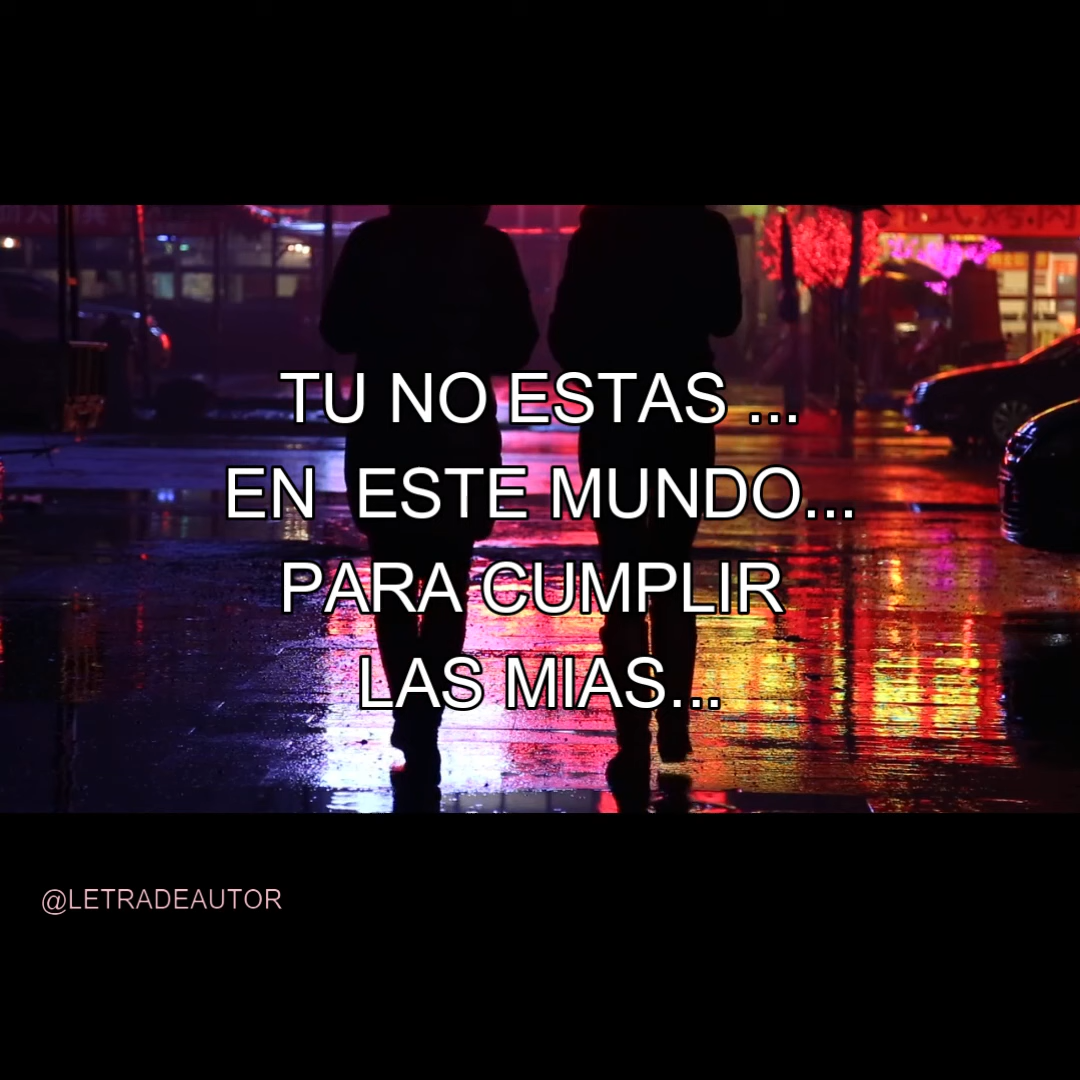 TU NO ESTAS ...
EN  ESTE MUNDO...
PARA CUMPLIR
LAS MIAS...
@LETRADEAUTOR